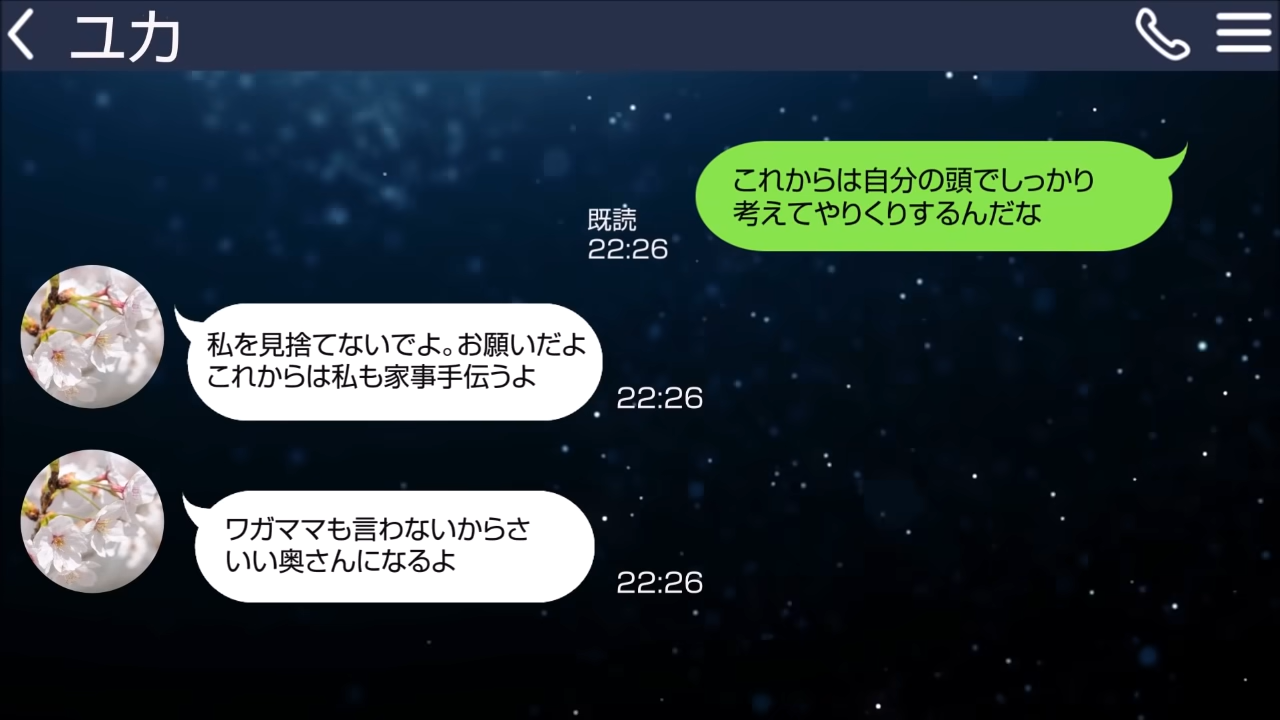 ユカ
これからは自分の頭でしっかり
考えてやりくりするんだな
既読
22:26
私を見捨てないでよ。お願いだよ
これからは私も家事手伝うよ
22:26
ワガママも言わないからさ
いい奥さんになるよ
22:26